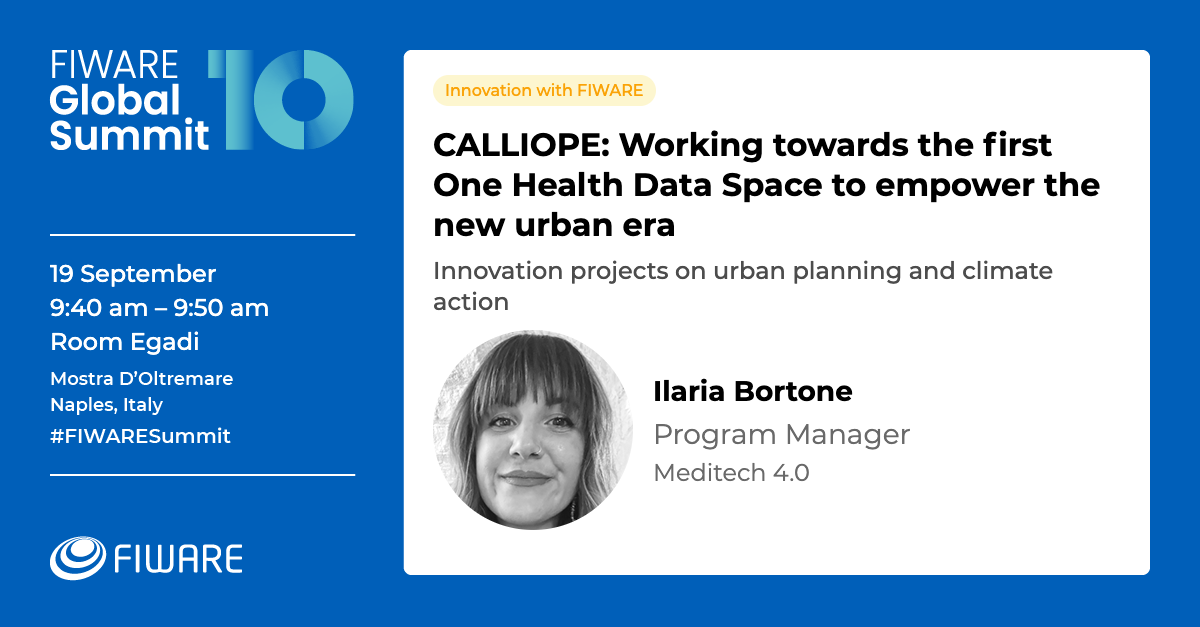 FIWARE
Global
Summit
10
19 September
9:40 am – 9:50 am
Room Egadi
Mostra D’Oltremare
Naples, Italy
#FIWARESummit
FIWARE
Innovation with FIWARE
CALLIOPE: Working towards the first
One Health Data Space to empower the
new urban era
Innovation projects on urban planning and climate
action
Ilaria Bortone
Program Manager
Meditech 4.0